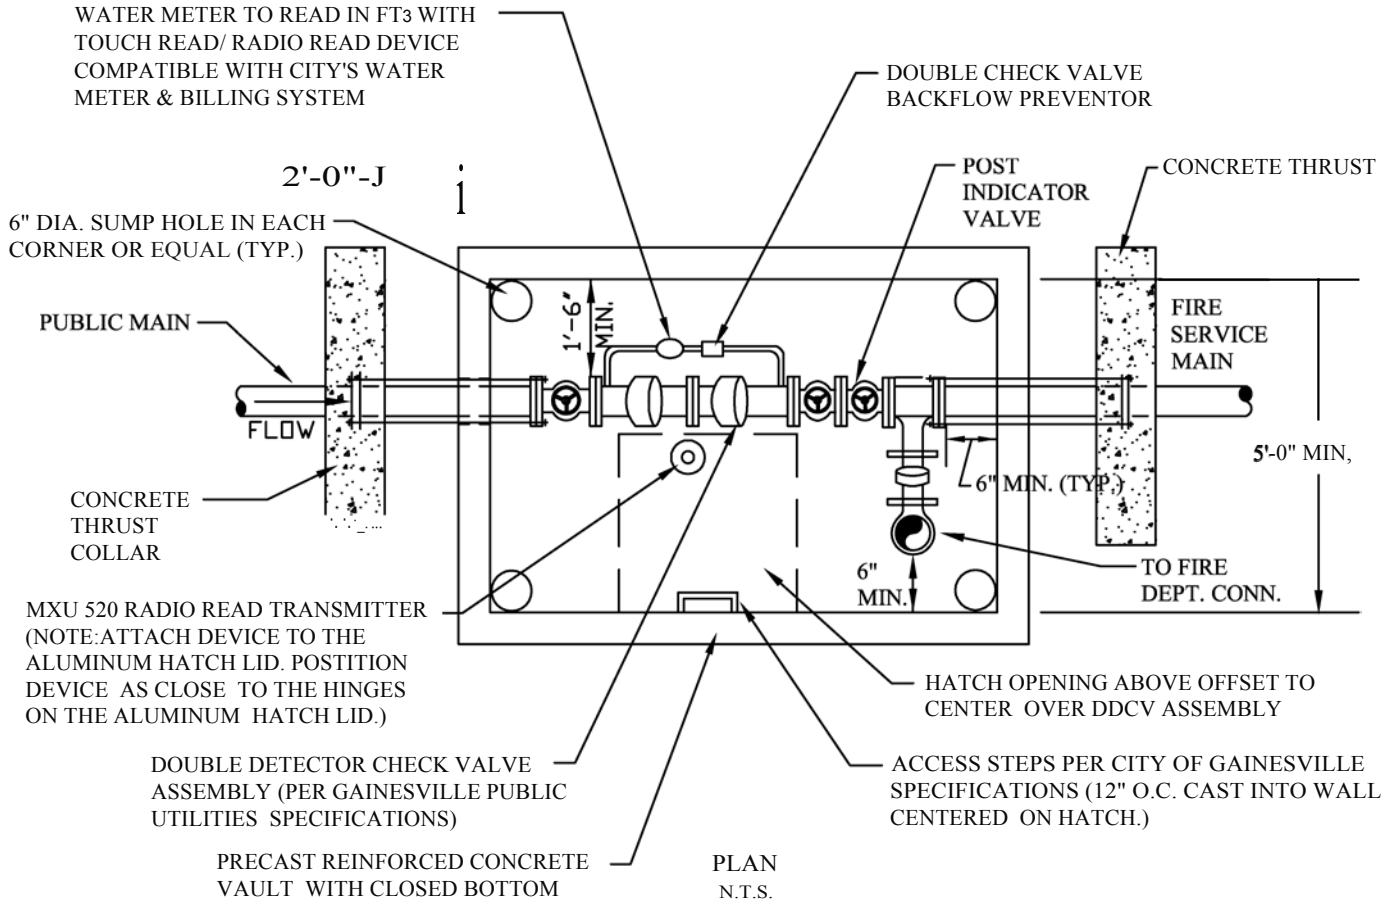 WATER METER TO READ IN FT3 WITH
TOUCH READ/ RADIO READ DEVICE
COMPATIBLE WITH CITY'S WATER
METER & BILLING SYSTEM
DOUBLE CHECK VALVE
BACKFLOW PREVENTOR
2'-0"-J
i
POST
INDICATOR
VALVE
CONCRETE THRUST
6" DIA. SUMP HOLE IN EACH
CORNER OR EQUAL (TYP.)
PUBLIC MAIN
1'-6"
MIN.
FIRE
SERVICE
MAIN
FLOW
5'-0" MIN,
6" MIN. (TYP.)
CONCRETE
THRUST
COLLAR
6"
MIN.
TO FIRE
DEPT. CONN.
MXU 520 RADIO READ TRANSMITTER
(NOTE:ATTACH DEVICE TO THE
ALUMINUM HATCH LID. POSTITION
DEVICE AS CLOSE TO THE HINGES
ON THE ALUMINUM HATCH LID.)
HATCH OPENING ABOVE OFFSET TO
CENTER OVER DDCV ASSEMBLY
DOUBLE DETECTOR CHECK VALVE
ASSEMBLY (PER GAINESVILLE PUBLIC
UTILITIES SPECIFICATIONS)
ACCESS STEPS PER CITY OF GAINESVILLE
SPECIFICATIONS (12" O.C. CAST INTO WALL
CENTERED ON HATCH.)
PRECAST REINFORCED CONCRETE
VAULT WITH CLOSED BOTTOM
PLAN
N.T.S.